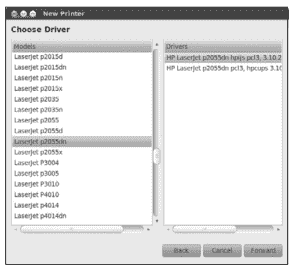 New Printer
Choose Driver
Models
Laserjet p2015d
Laserjet p2015dn
Laserjet p2015n
Laserjet p2015x
Laserjet p2035
Laserjet p2035n
Laserjet p2055
Laserjet p2055d
Laserjet p2055dn
Laserjet p2055x
Laserjet P3004
Laserjet p3005
Laserjet P3010
Laserjet P4010
Laserjet p4014
Laserjet p4014dn
Drivers
HP LaserJet p2055dn hpijs pcl3, 3.10.2
HP LaserJet p2055dn pcl3, hpcups 3.10
Back Cancel Forward